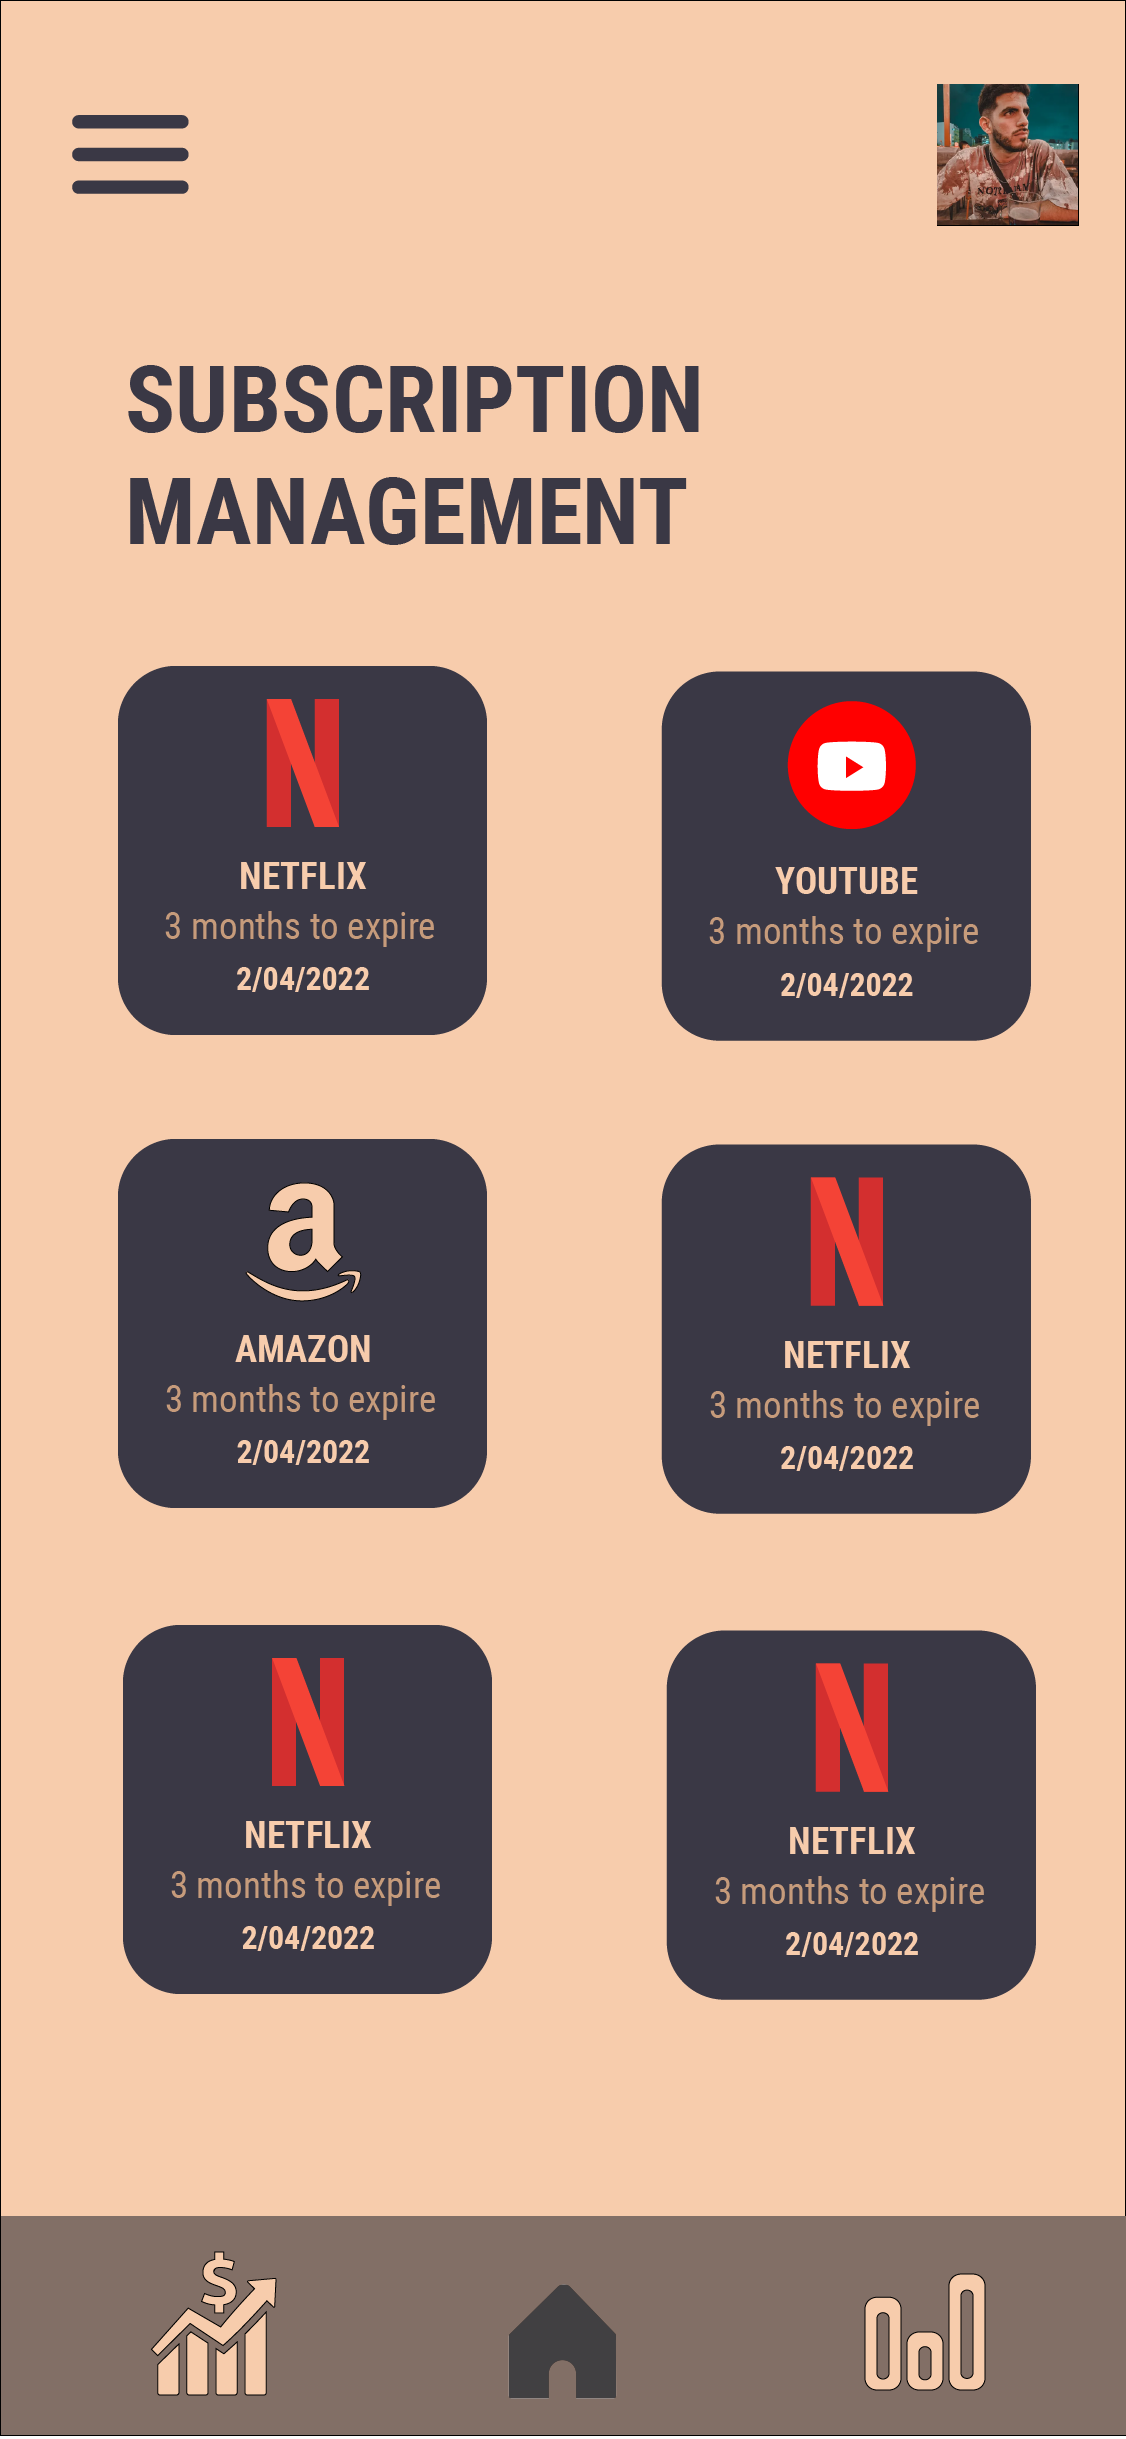 SUBSCRIPTION
MANAGEMENT
NETFLIX
3 months to expire
2/04/2022
YOUTUBE
3 months to expire
2/04/2022
AMAZON
3 months to expire
2/04/2022
NETFLIX
3 months to expire
2/04/2022
NETFLIX
3 months to expire
2/04/2022
NETFLIX
3 months to expire
2/04/2022